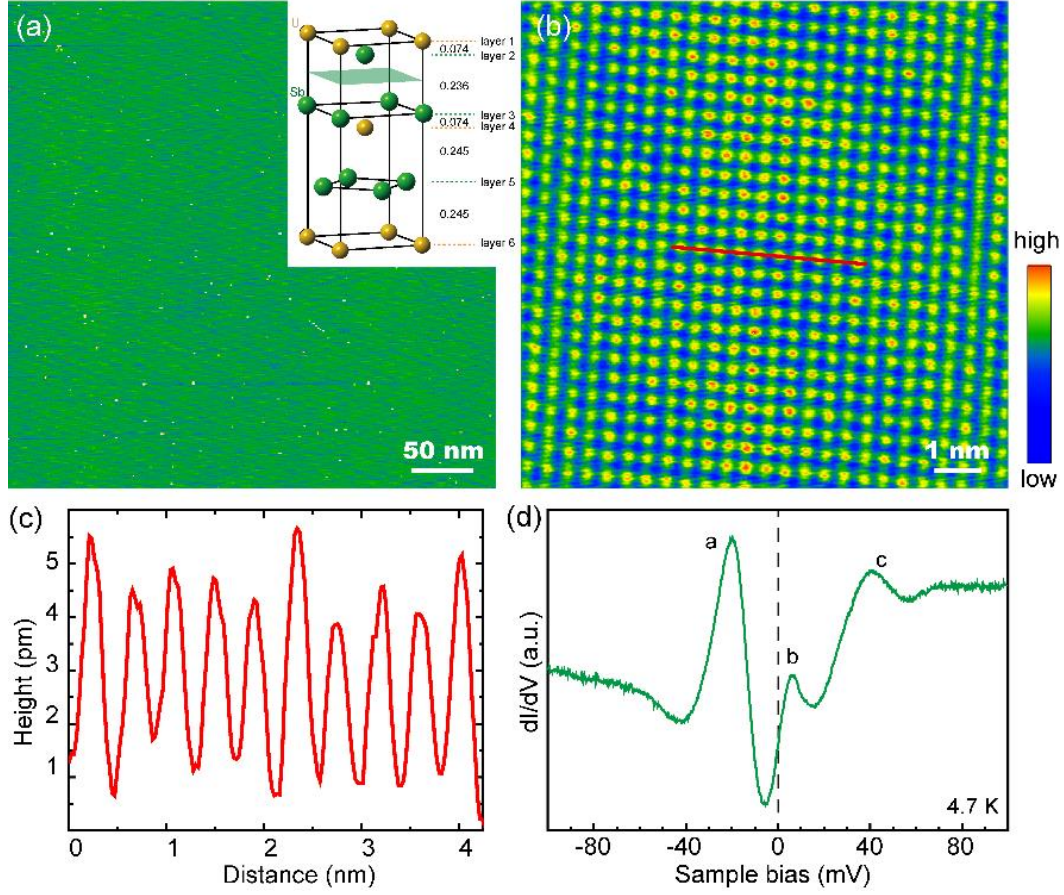 (a)
U
Sb
layer 1
0.074
layer 2
0.236
layer 3
0.074
layer 4
0.245
layer 5
0.245
layer 6
50 nm
(b)
1 nm
high
low
(c)
Height (pm)
5
4
3
2
1
0 1 2 3 4
Distance (nm)
(d)
dI/dV (a.u.)
a
b
c
4.7 K
-80 -40 0 40 80
Sample bias (mV)